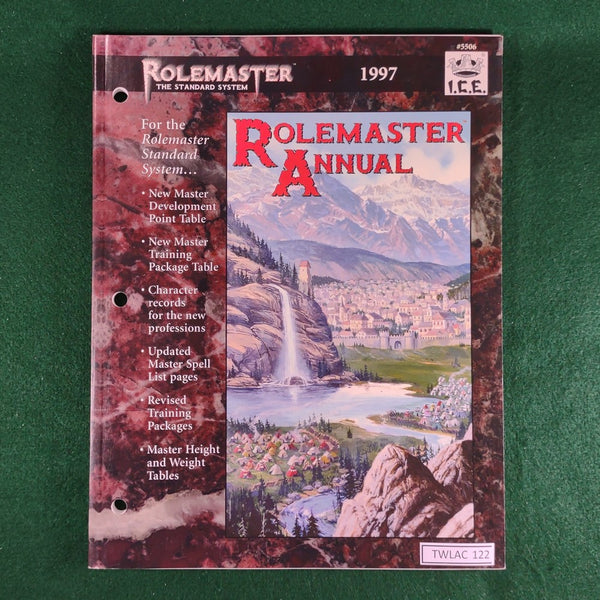 #5506
ROLEMASTER™
THE STANDARD SYSTEM
1997
I.C.E.
For the
Rolemaster
Standard
System...
• New Master
Development
Point Table
• New Master
Training
Package Table
• Character
records
for the new
professions
• Updated
Master Spell
List pages
• Revised
Training
Packages
• Master Height
and Weight
Tables
ROLEMASTER™
ANNUAL
TWLAC 122